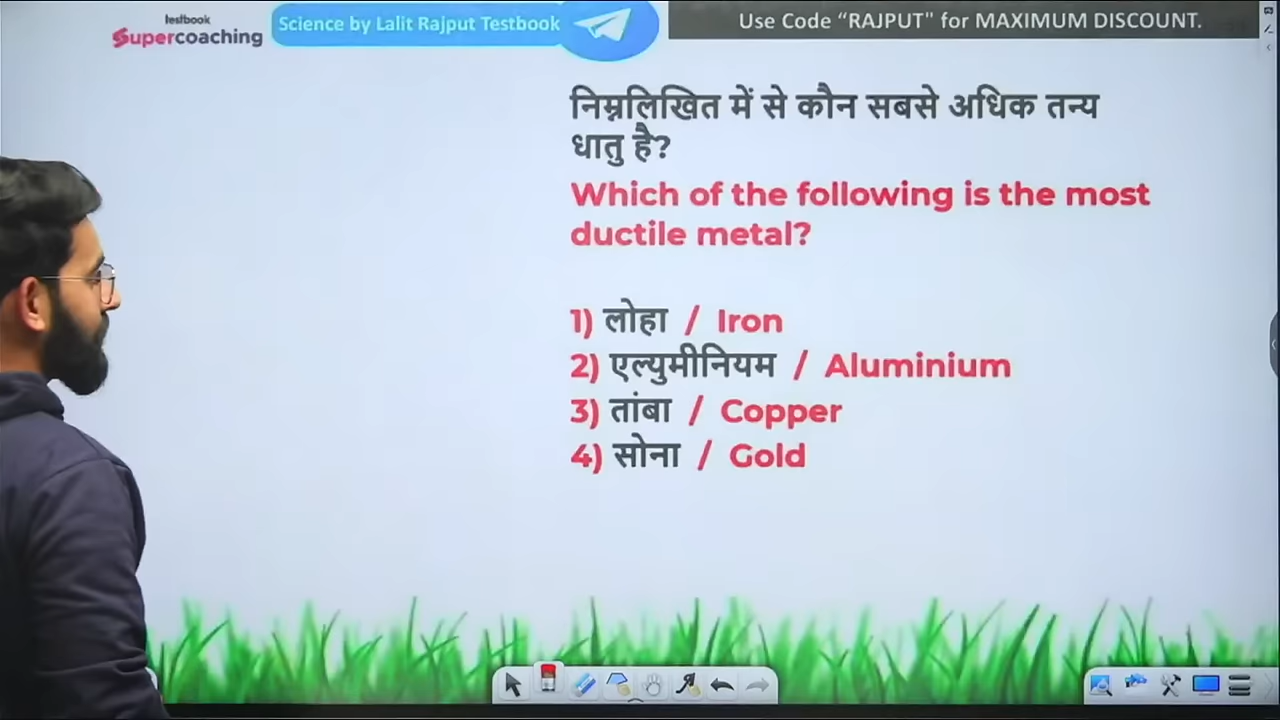 testbook
Supercoaching
Science by Lalit Rajput Testbook
Use Code “RAJPUT" for MAXIMUM DISCOUNT.
निम्नलिखित में से कौन सबसे अधिक तन्य
धातु है?
Which of the following is the most
ductile metal?
1) लोहा / Iron
2) एल्युमीनियम / Aluminium
3) तांबा / Copper
4) सोना / Gold